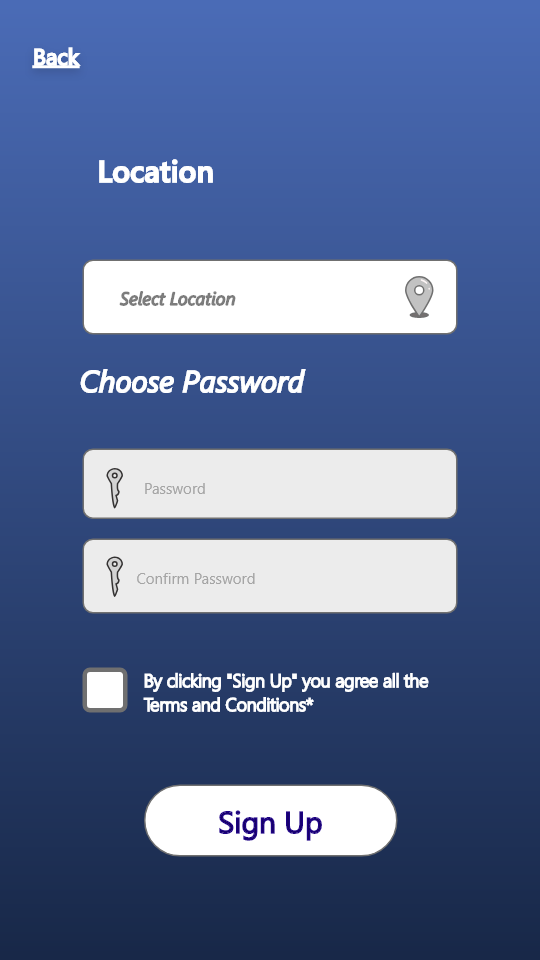 Back
Location
Select Location
Choose Password
Password
Confirm Password
By clicking "Sign Up" you agree all the
Terms and Conditions*
Sign Up